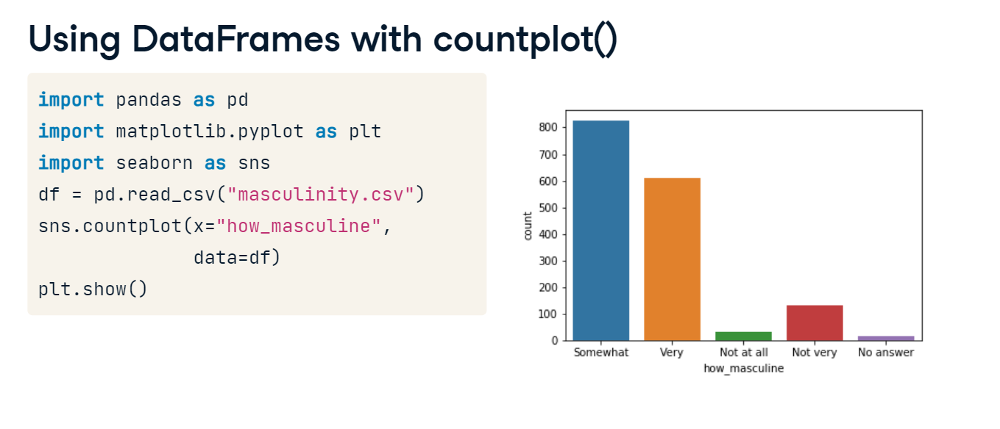 Using DataFrames with countplot()
import pandas as pd
import matplotlib.pyplot as plt
import seaborn as sns
df = pd.read_csv("masculinity.csv")
sns.countplot(x="how_masculine",
              data=df)
plt.show()
800
700
600
500
400
300
200
100
0
count
Somewhat Very Not at all Not very No answer
how_masculine